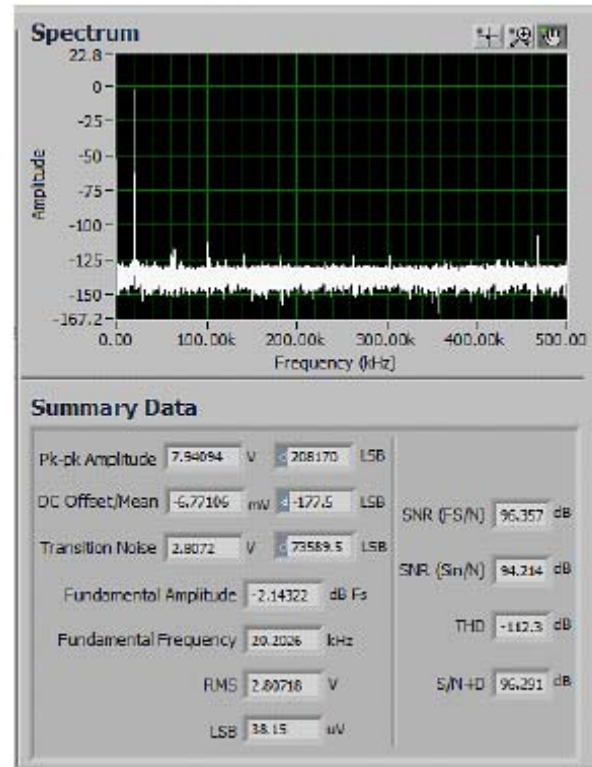 Spectrum
22.8
0
-25
-50
-75
-100
-125
-150
-167.2
Amplitude
0.00 100.00k 200.00k 300.00k 400.00k 500.00
Frequency (kHz)
Summary Data
Pk-pk Amplitude 7.94094 V 208170 LSB
DC Offset/Mean -6.77106 mV -177.5 LSB
Transition Noise 2.8072 V 73589.5 LSB
Fundamental Amplitude -2.14322 dB Fs
Fundamental Frequency 20.2026 kHz
RMS 2.80718 V
LSB 38.15 uV
SNR (FS/N) 96.357 dB
SNR (Sin/N) 94.214 dB
THD -112.3 dB
S/N+D 96.291 dB